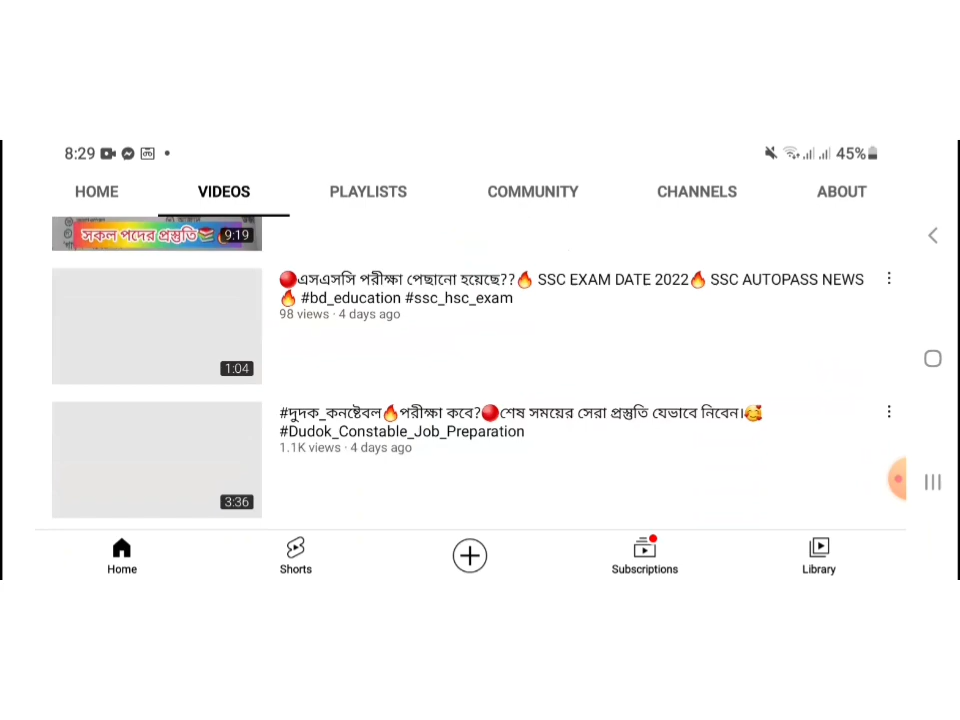 8:29 45%
HOME VIDEOS PLAYLISTS COMMUNITY CHANNELS ABOUT
সকল পদের প্রস্তুতি📚 9:19
🔴এসএসসি পরীক্ষা পেছানো হয়েছে??🔥 SSC EXAM DATE 2022🔥 SSC AUTOPASS NEWS
🔥 #bd_education #ssc_hsc_exam
98 views · 4 days ago
1:04
#দুদক_কনষ্টেবল🔥পরীক্ষা কবে?🔴শেষ সময়ের সেরা প্রস্তুতি যেভাবে নিবেন।🥰
#Dudok_Constable_Job_Preparation
1.1K views · 4 days ago
3:36
Home Shorts Subscriptions Library